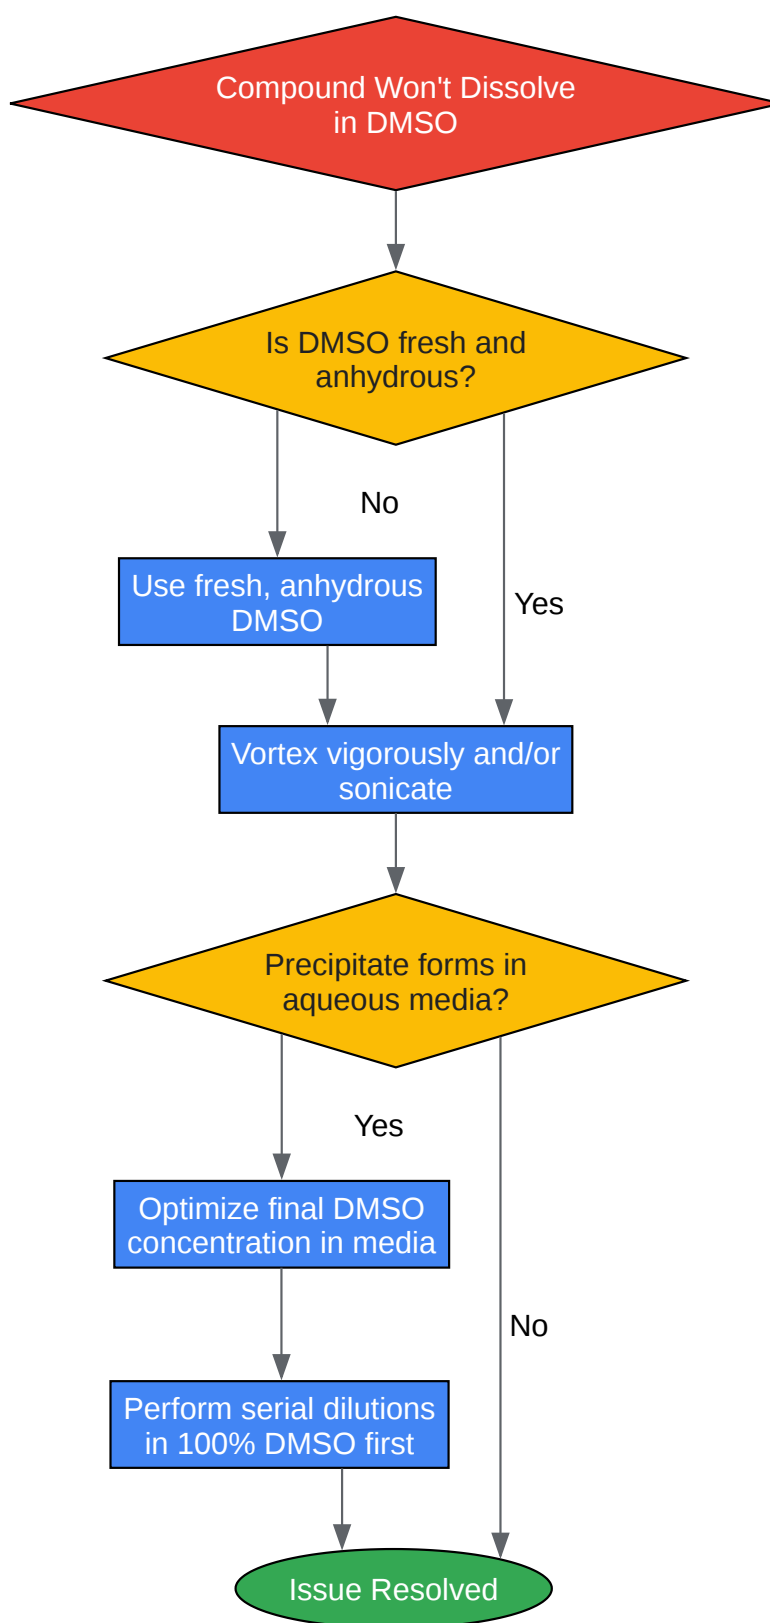 Compound Won't Dissolve
in DMSO
Is DMSO fresh and
anhydrous?
No
Use fresh, anhydrous
DMSO
Yes
Vortex vigorously and/or
sonicate
Precipitate forms in
aqueous media?
Yes
Optimize final DMSO
concentration in media
No
Perform serial dilutions
in 100% DMSO first
Issue Resolved